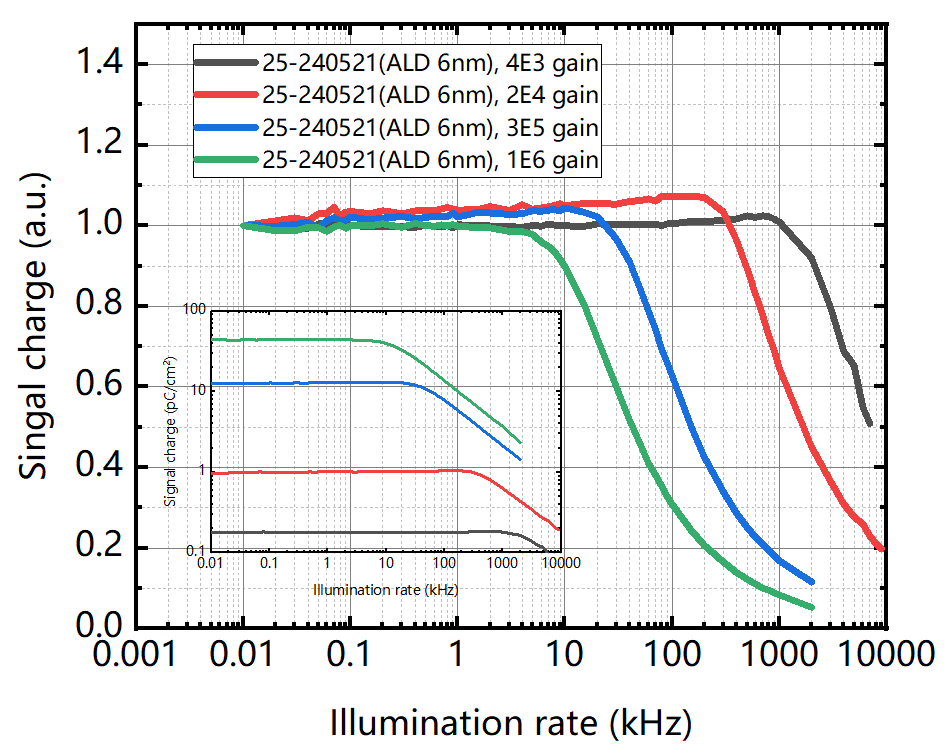 25-240521(ALD 6nm), 4E3 gain
25-240521(ALD 6nm), 2E4 gain
25-240521(ALD 6nm), 3E5 gain
25-240521(ALD 6nm), 1E6 gain
Singal charge (a.u.)
1.4
1.2
1.0
0.8
0.6
0.4
0.2
0.0
0.001 0.01 0.1 1 10 100 1000 10000
Illumination rate (kHz)
Signal charge (pC/cm²)
100
10
1
0.1
0.01 0.1 1 10 100 1000 10000
Illumination rate (kHz)